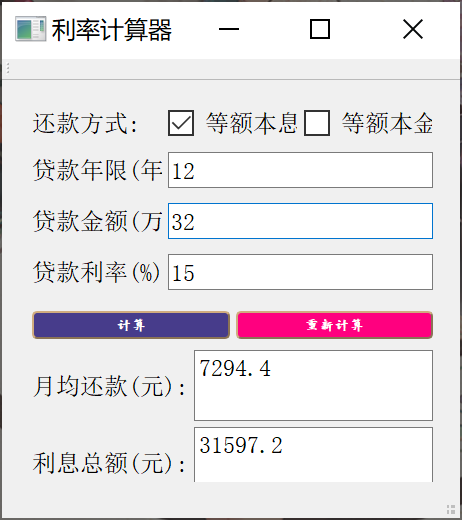 利率计算器
还款方式: 等额本息 等额本金
贷款年限(年 12
贷款金额(万 32
贷款利率(%) 15
计算 重新计算
月均还款(元): 7294.4
利息总额(元): 31597.2